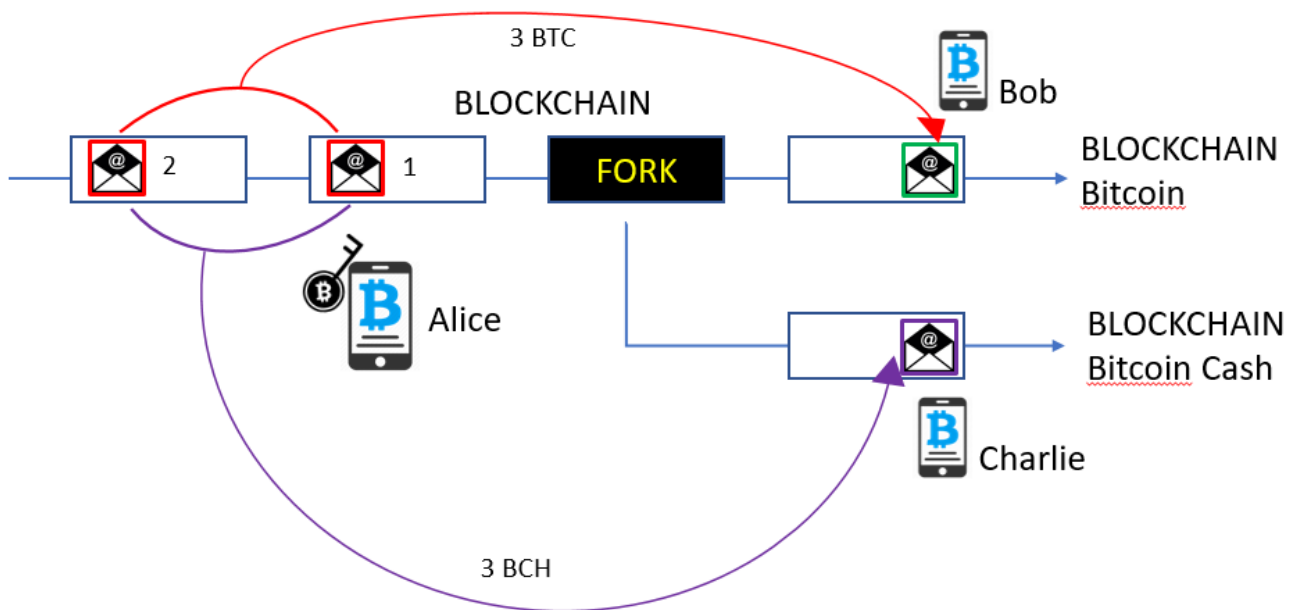 3 BTC
Bob
BLOCKCHAIN
2
1
FORK
BLOCKCHAIN
Bitcoin
Alice
BLOCKCHAIN
Bitcoin Cash
Charlie
3 BCH